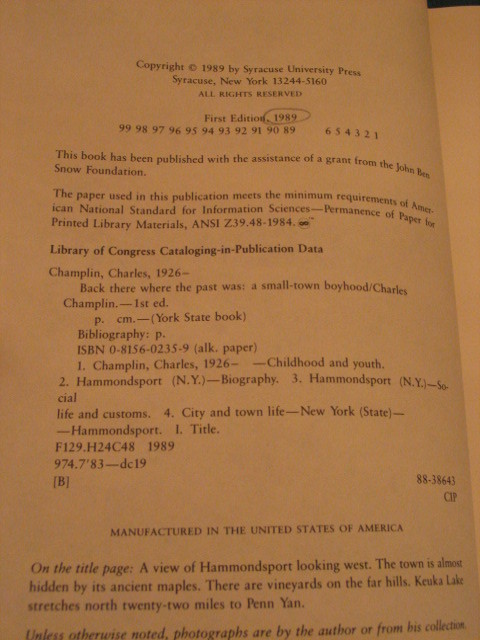 Copyright © 1989 by Syracuse University Press
Syracuse, New York 13244-5160
ALL RIGHTS RESERVED
First Edition, 1989
99 98 97 96 95 94 93 92 91 90 89 6 5 4 3 2 1
This book has been published with the assistance of a grant from the John Ben
Snow Foundation.
The paper used in this publication meets the minimum requirements of Amer-
ican National Standard for Information Sciences—Permanence of Paper for
Printed Library Materials, ANSI Z39.48-1984. ∞™
Library of Congress Cataloging-in-Publication Data
Champlin, Charles, 1926–
Back there where the past was: a small-town boyhood/Charles
Champlin.—1st ed.
p. cm.—(York State book)
Bibliography: p.
ISBN 0-8156-0235-9 (alk. paper)
1. Champlin, Charles, 1926– —Childhood and youth.
2. Hammondsport (N.Y.)—Biography. 3. Hammondsport (N.Y.)—So-
cial
life and customs. 4. City and town life—New York (State)—
—Hammondsport. I. Title.
F129.H24C48 1989
974.7'83—dc19
[B] 88-38643
CIP
MANUFACTURED IN THE UNITED STATES OF AMERICA
On the title page: A view of Hammondsport looking west. The town is almost
hidden by its ancient maples. There are vineyards on the far hills. Keuka Lake
stretches north twenty-two miles to Penn Yan.
Unless otherwise noted, photographs are by the author or from his collection.